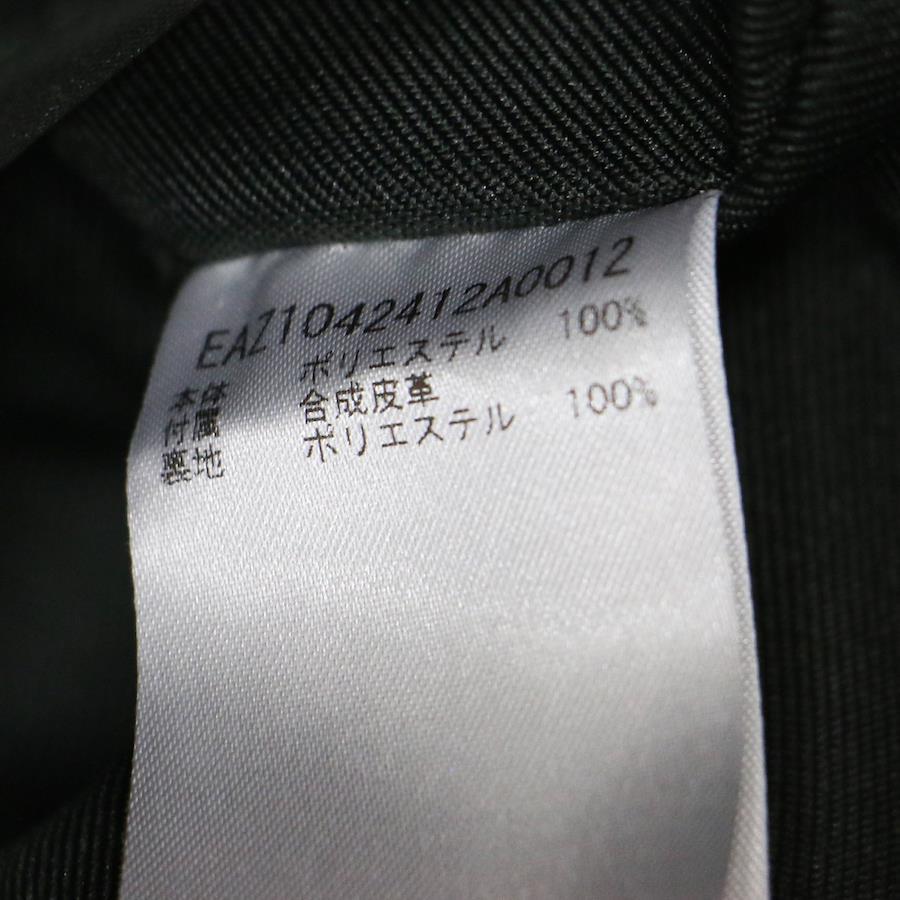 EAZ1042412A0012
本体 ポリエステル 100%
付属 合成皮革
裏地 ポリエステル 100%